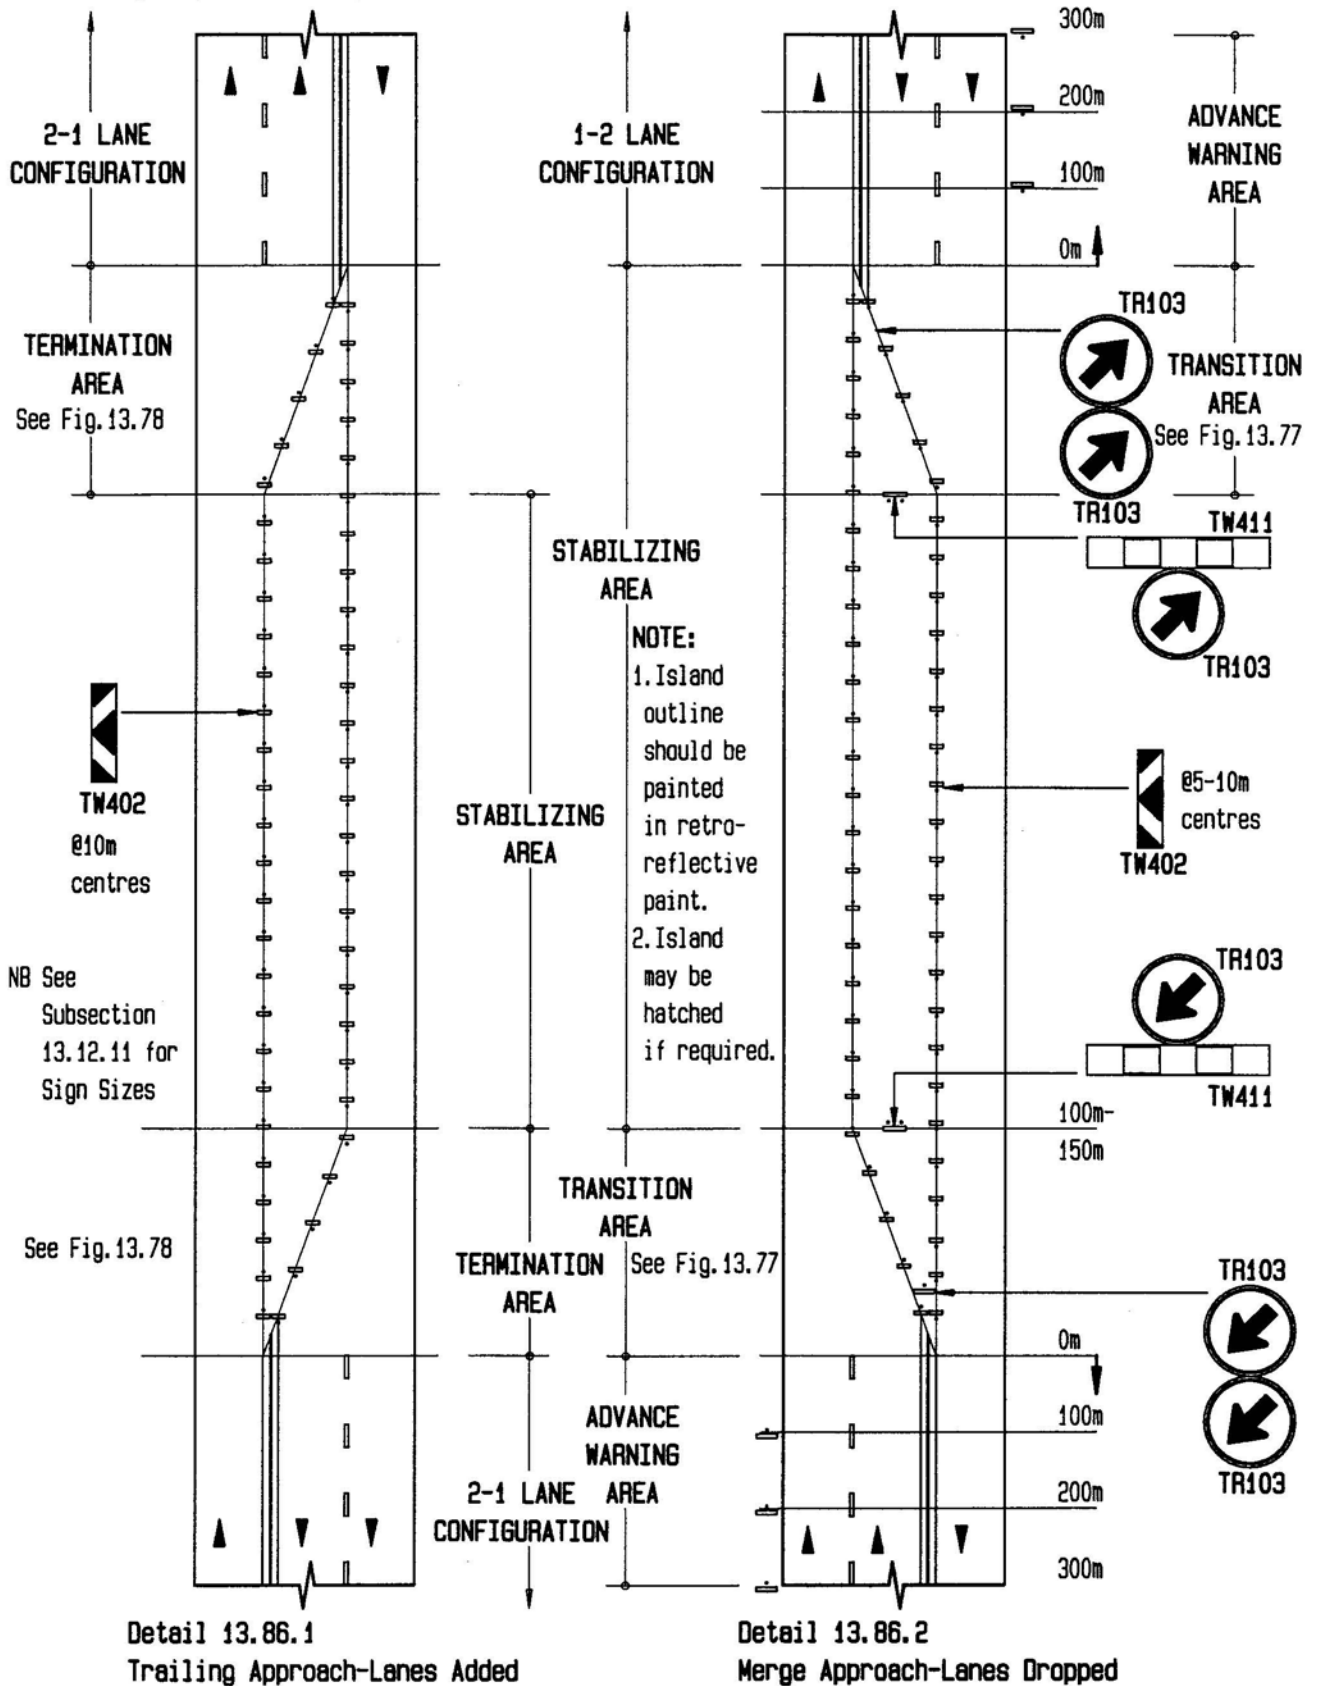 300m
200m
100m
0m
2-1 LANE
CONFIGURATION
1-2 LANE
CONFIGURATION
ADVANCE
WARNING
AREA
TERMINATION
AREA
See Fig.13.78
TR103
TRANSITION
AREA
See Fig.13.77
TR103
TW411
TR103
STABILIZING
AREA
NOTE:
1.Island
outline
should be
painted
in retro-
reflective
paint.
2.Island
may be
hatched
if required.
TW402
@10m
centres
STABILIZING
AREA
@5-10m
centres
TW402
NB See
Subsection
13.12.11 for
Sign Sizes
TR103
TW411
100m-
150m
See Fig.13.78
TRANSITION
AREA
See Fig.13.77
TERMINATION
AREA
TR103
TR103
0m
100m
200m
300m
ADVANCE
WARNING
AREA
2-1 LANE
CONFIGURATION
Detail 13.86.1
Trailing Approach-Lanes Added
Detail 13.86.2
Merge Approach-Lanes Dropped